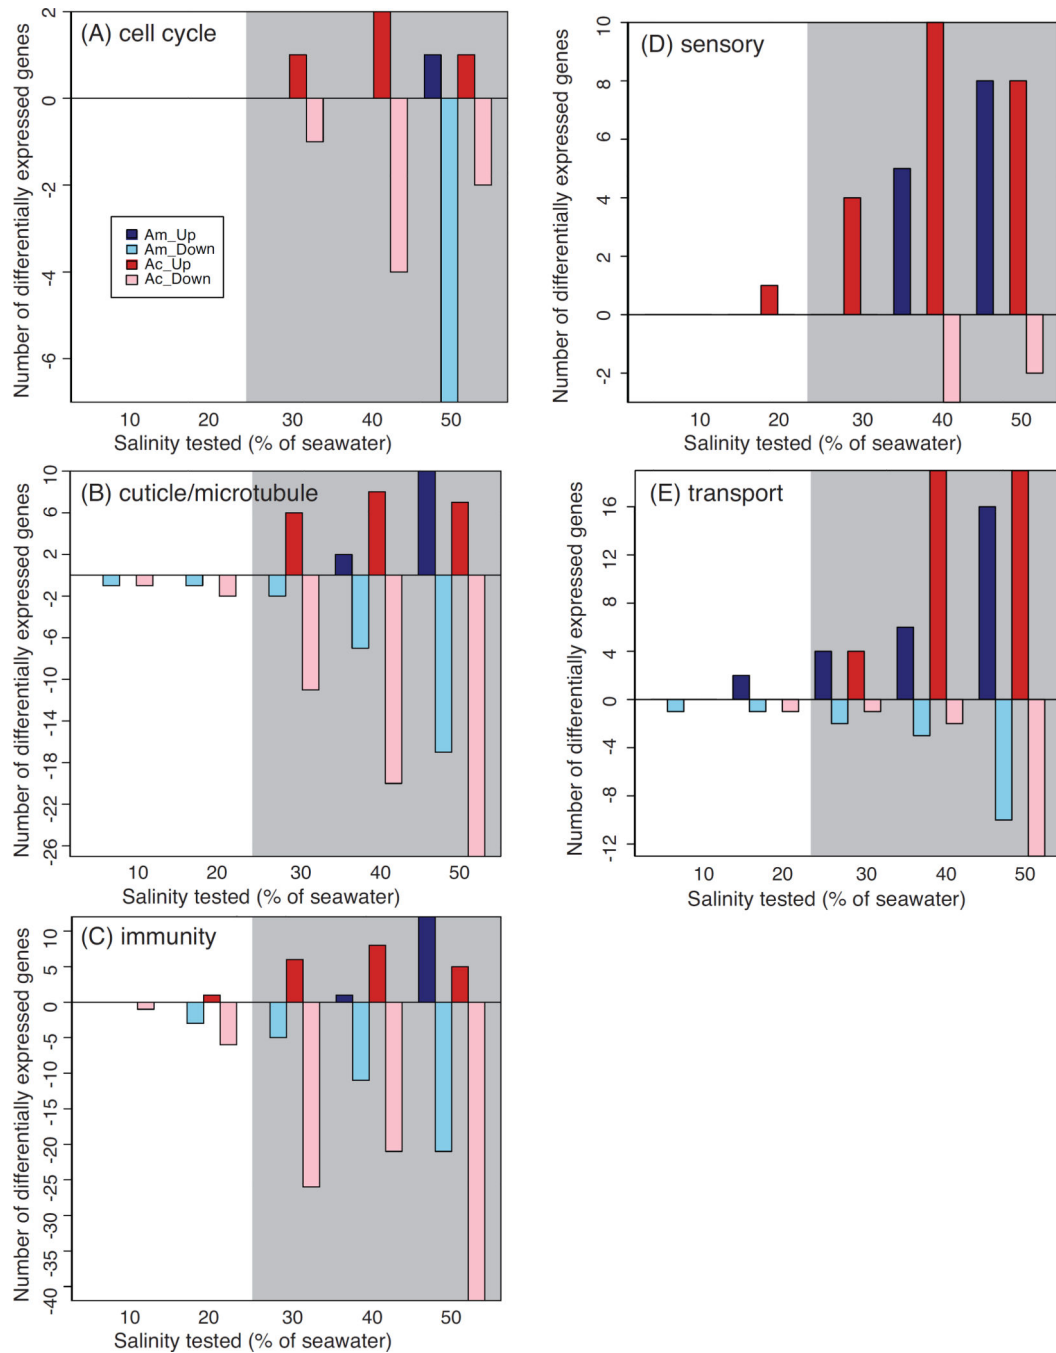 (A) cell cycle
Number of differentially expressed genes
2
0
-2
-4
-6
Am_Up
Am_Down
Ac_Up
Ac_Down
10 20 30 40 50
Salinity tested (% of seawater)
(B) cuticle/microtubule
Number of differentially expressed genes
10
6
2
-2
-6
-10
-14
-18
-22
-26
10 20 30 40 50
Salinity tested (% of seawater)
(C) immunity
Number of differentially expressed genes
10
5
0
-5
-10
-15
-20
-25
-30
-35
-40
10 20 30 40 50
Salinity tested (% of seawater)
(D) sensory
Number of differentially expressed genes
10
8
6
4
2
0
-2
10 20 30 40 50
Salinity tested (% of seawater)
(E) transport
Number of differentially expressed genes
16
12
8
4
0
-4
-8
-12
10 20 30 40 50
Salinity tested (% of seawater)